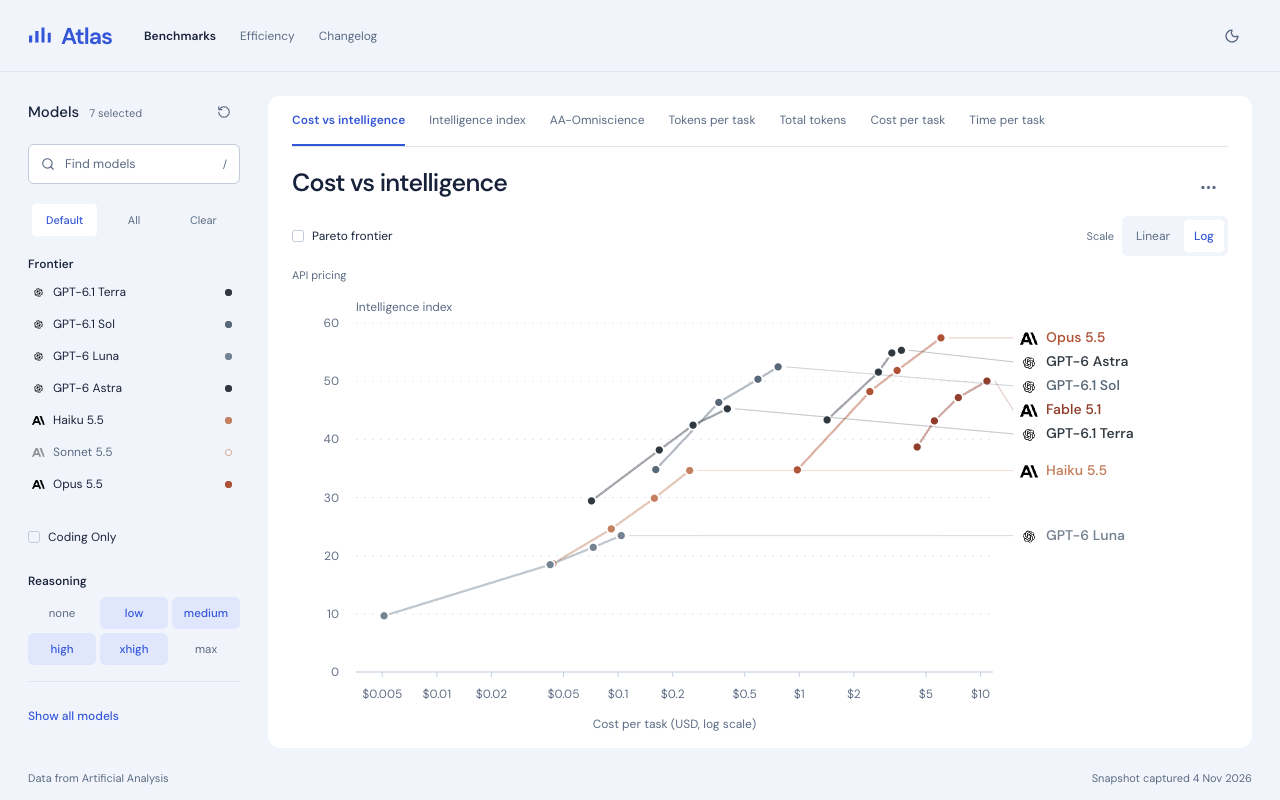 Atlas
Benchmarks
Efficiency
Changelog
Models
7 selected
Find models
/
Default
All
Clear
Frontier
GPT-6.1 Terra
GPT-6.1 Sol
GPT-6 Luna
GPT-6 Astra
Haiku 5.5
Sonnet 5.5
Opus 5.5
Coding Only
Reasoning
none
low
medium
high
xhigh
max
Show all models
Cost vs intelligence
Intelligence index
AA-Omniscience
Tokens per task
Total tokens
Cost per task
Time per task
Cost vs intelligence
Pareto frontier
Scale
Linear
Log
API pricing
Intelligence index
60
50
40
30
20
10
0
$0.005
$0.01
$0.02
$0.05
$0.1
$0.2
$0.5
$1
$2
$5
$10
Cost per task (USD, log scale)
Opus 5.5
GPT-6 Astra
GPT-6.1 Sol
Fable 5.1
GPT-6.1 Terra
Haiku 5.5
GPT-6 Luna
Data from Artificial Analysis
Snapshot captured 4 Nov 2026